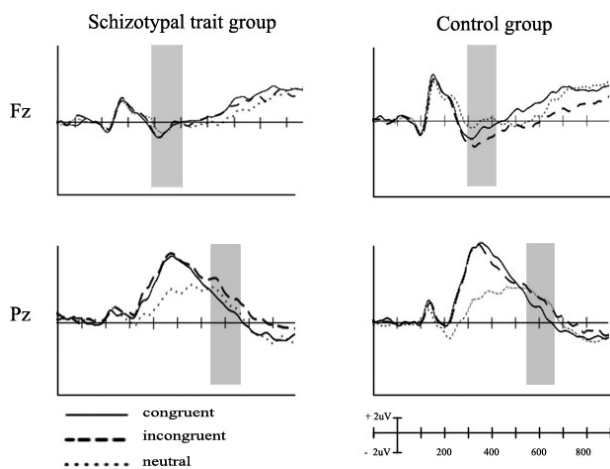 Schizotypal trait group
Control group
Fz
Pz
congruent
incongruent
neutral
+ 2uV
- 2uV
200 400 600 800